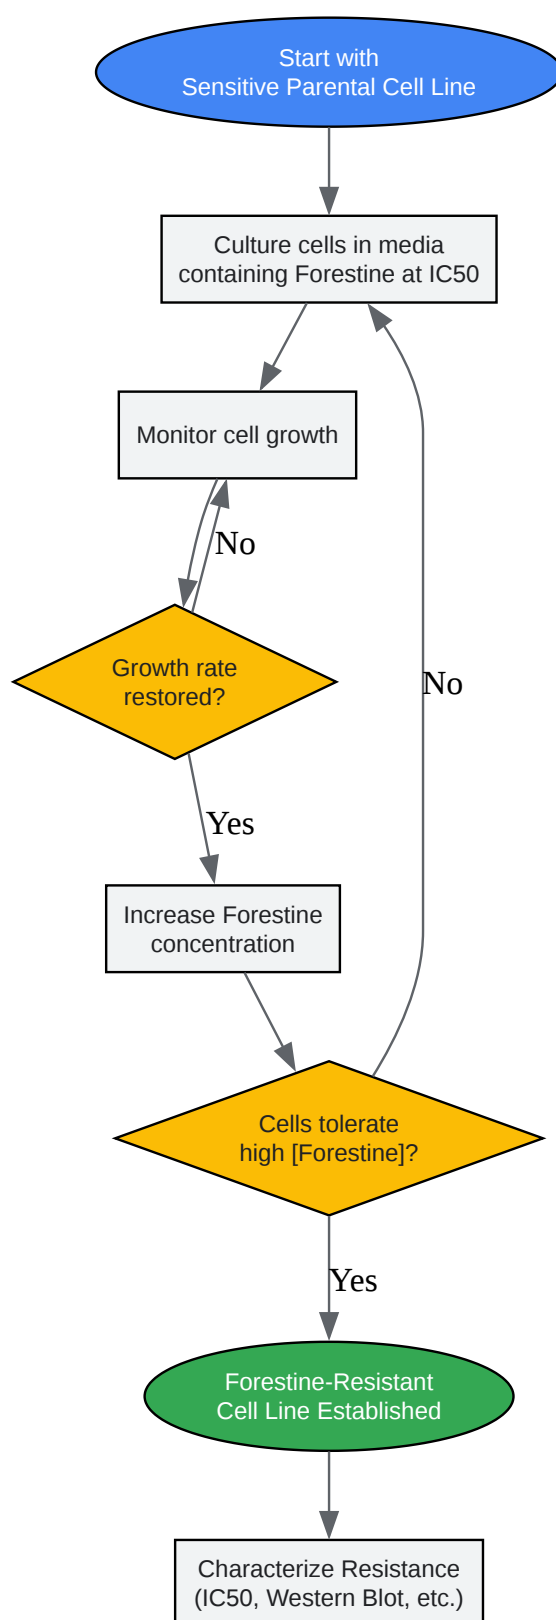 Start with
Sensitive Parental Cell Line
Culture cells in media
containing Forestine at IC50
Monitor cell growth
No
Growth rate
restored?
No
Yes
Increase Forestine
concentration
Cells tolerate
high [Forestine]?
Yes
Forestine-Resistant
Cell Line Established
Characterize Resistance
(IC50, Western Blot, etc.)